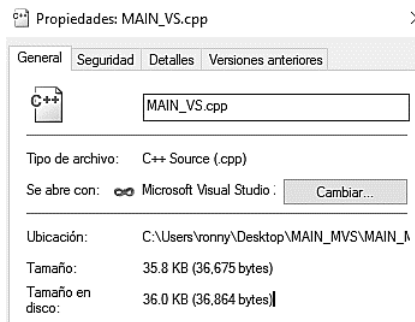 Propiedades: MAIN_VS.cpp
General Seguridad Detalles Versiones anteriores
C++
MAIN_VS.cpp
Tipo de archivo: C++ Source (.cpp)
Se abre con: Microsoft Visual Studio Cambiar...
Ubicación: C:\Users\ronny\Desktop\MAIN_MVS\MAIN_M
Tamaño: 35.8 KB (36,675 bytes)
Tamaño en
disco: 36.0 KB (36,864 bytes)